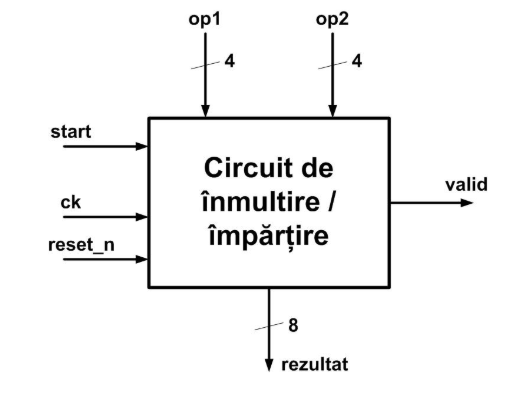 op1
op2
4
4
start
Circuit de
înmultire /
împărțire
valid
ck
reset_n
8
rezultat